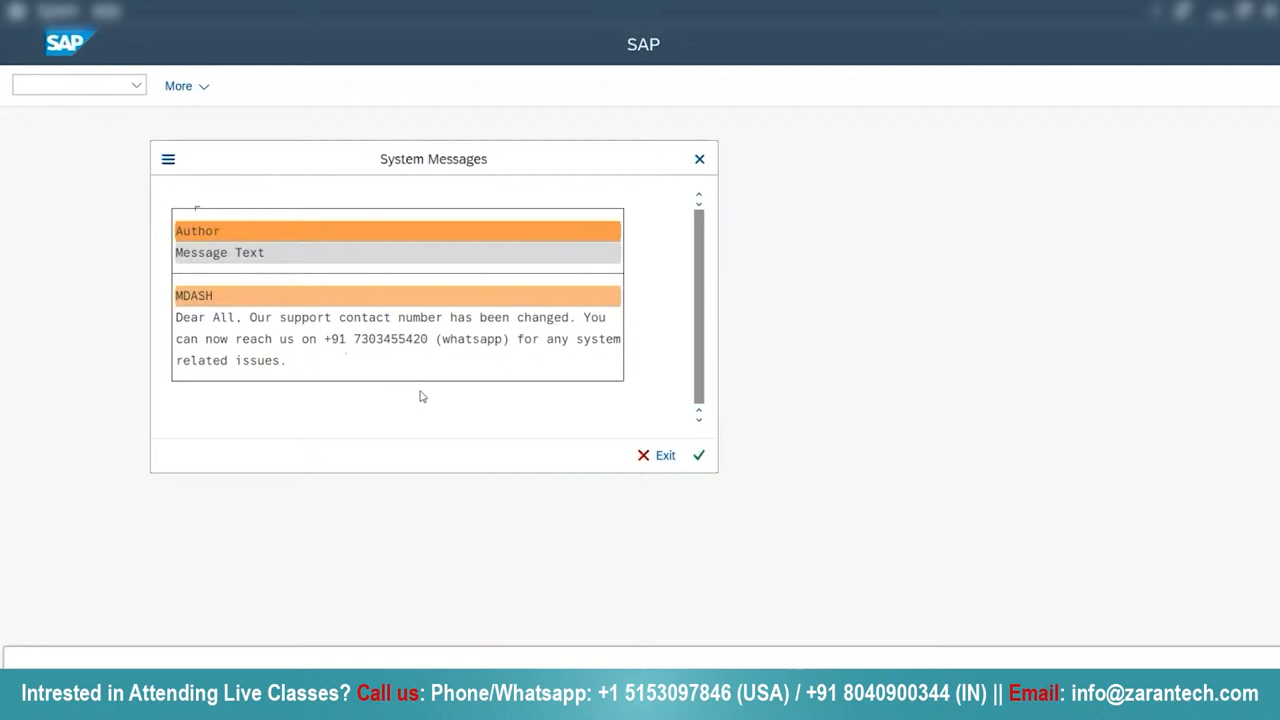 SAP
SAP
More
System Messages
Author
Message Text
MDASH
Dear All, Our support contact number has been changed. You
can now reach us on +91 7303455420 (whatsapp) for any system
related issues.
Exit
Intrested in Attending Live Classes? Call us: Phone/Whatsapp: +1 5153097846 (USA) / +91 8040900344 (IN) || Email: info@zarantech.com